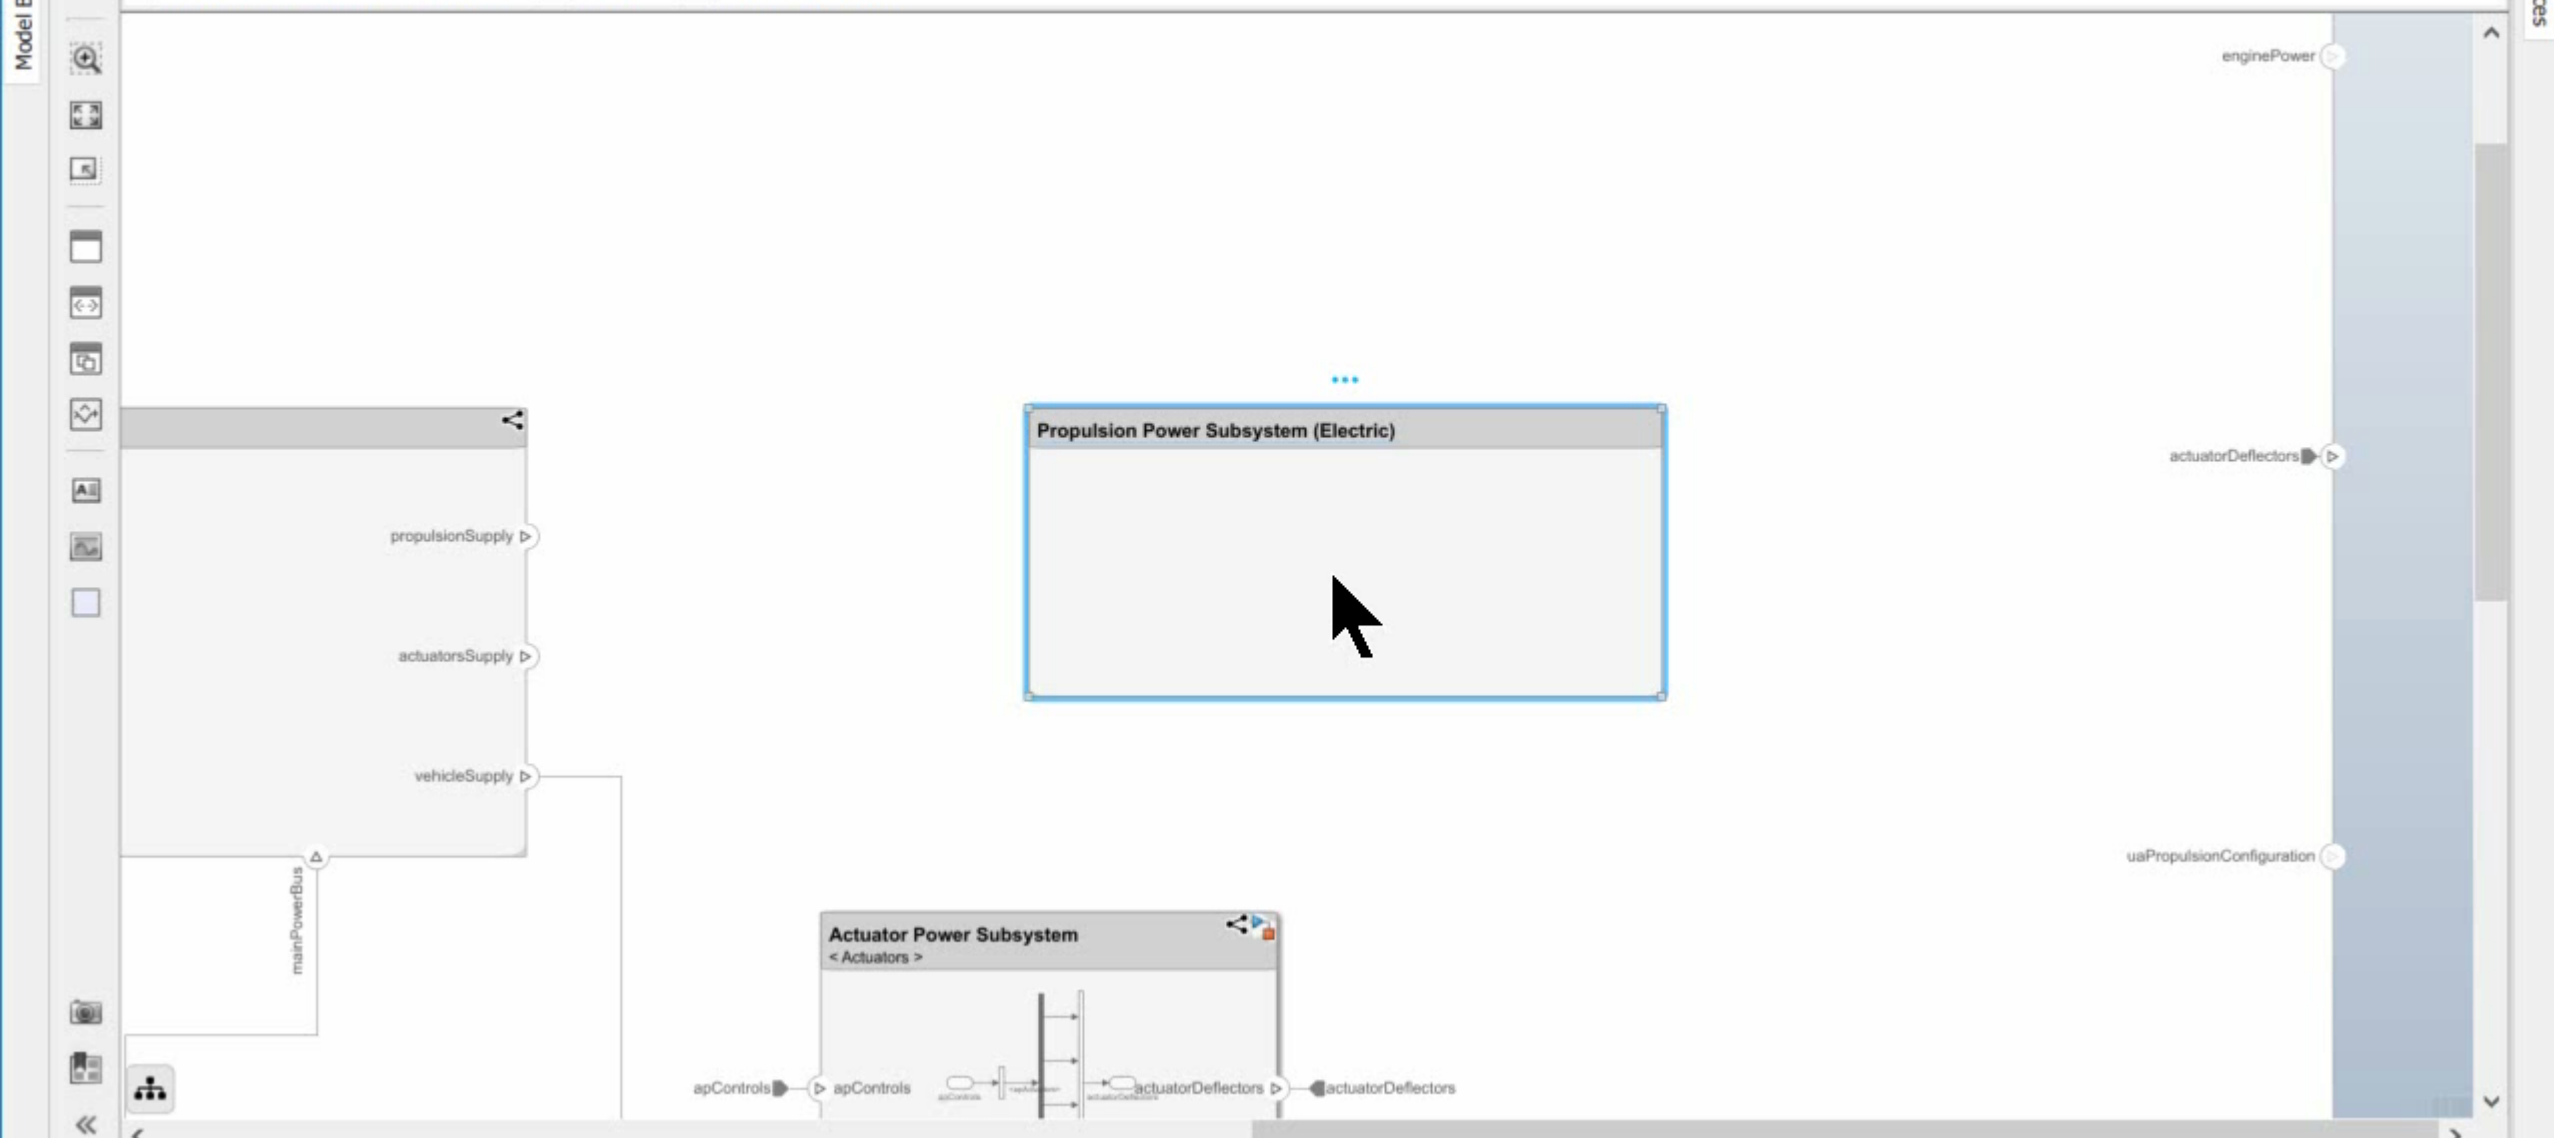 Model B
ces
enginePower
Propulsion Power Subsystem (Electric)
actuatorDeflectors
propulsionSupply
actuatorsSupply
vehicleSupply
uaPropulsionConfiguration
mainPowerBus
Actuator Power Subsystem
< Actuators >
apControls
apControls
actuatorDeflectors
actuatorDeflectors